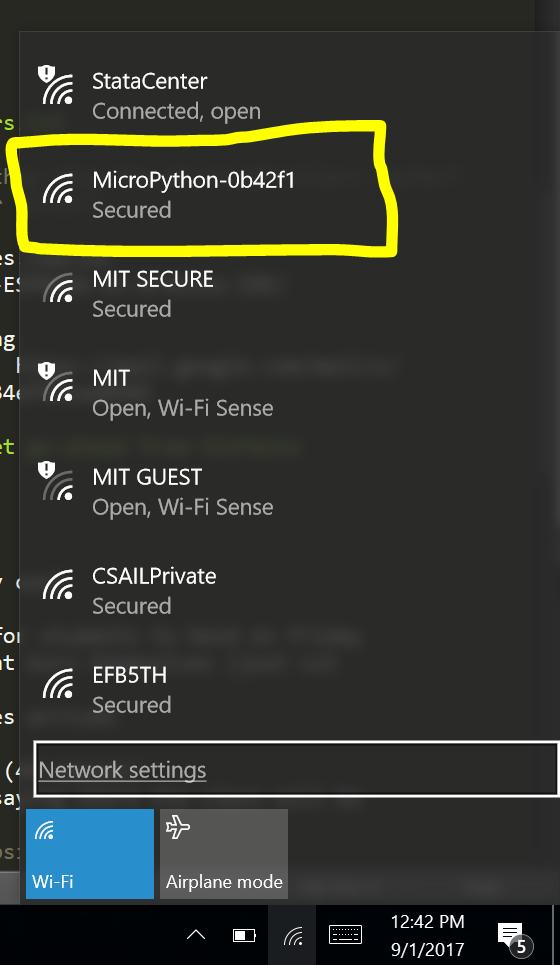 StataCenter
Connected, open
MicroPython-0b42f1
Secured
MIT SECURE
Secured
MIT
Open, Wi-Fi Sense
MIT GUEST
Open, Wi-Fi Sense
CSAILPrivate
Secured
EFB5TH
Secured
Network settings
Wi-Fi
Airplane mode
12:42 PM
9/1/2017
5